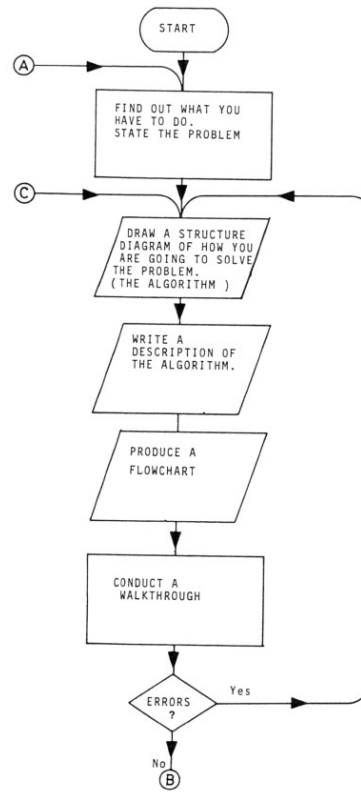 START
A
FIND OUT WHAT YOU
HAVE TO DO.
STATE THE PROBLEM
C
DRAW A STRUCTURE
DIAGRAM OF HOW YOU
ARE GOING TO SOLVE
THE PROBLEM.
(THE ALGORITHM )
WRITE A
DESCRIPTION OF
THE ALGORITHM.
PRODUCE A
FLOWCHART
CONDUCT A
WALKTHROUGH
ERRORS
?
Yes
No
B